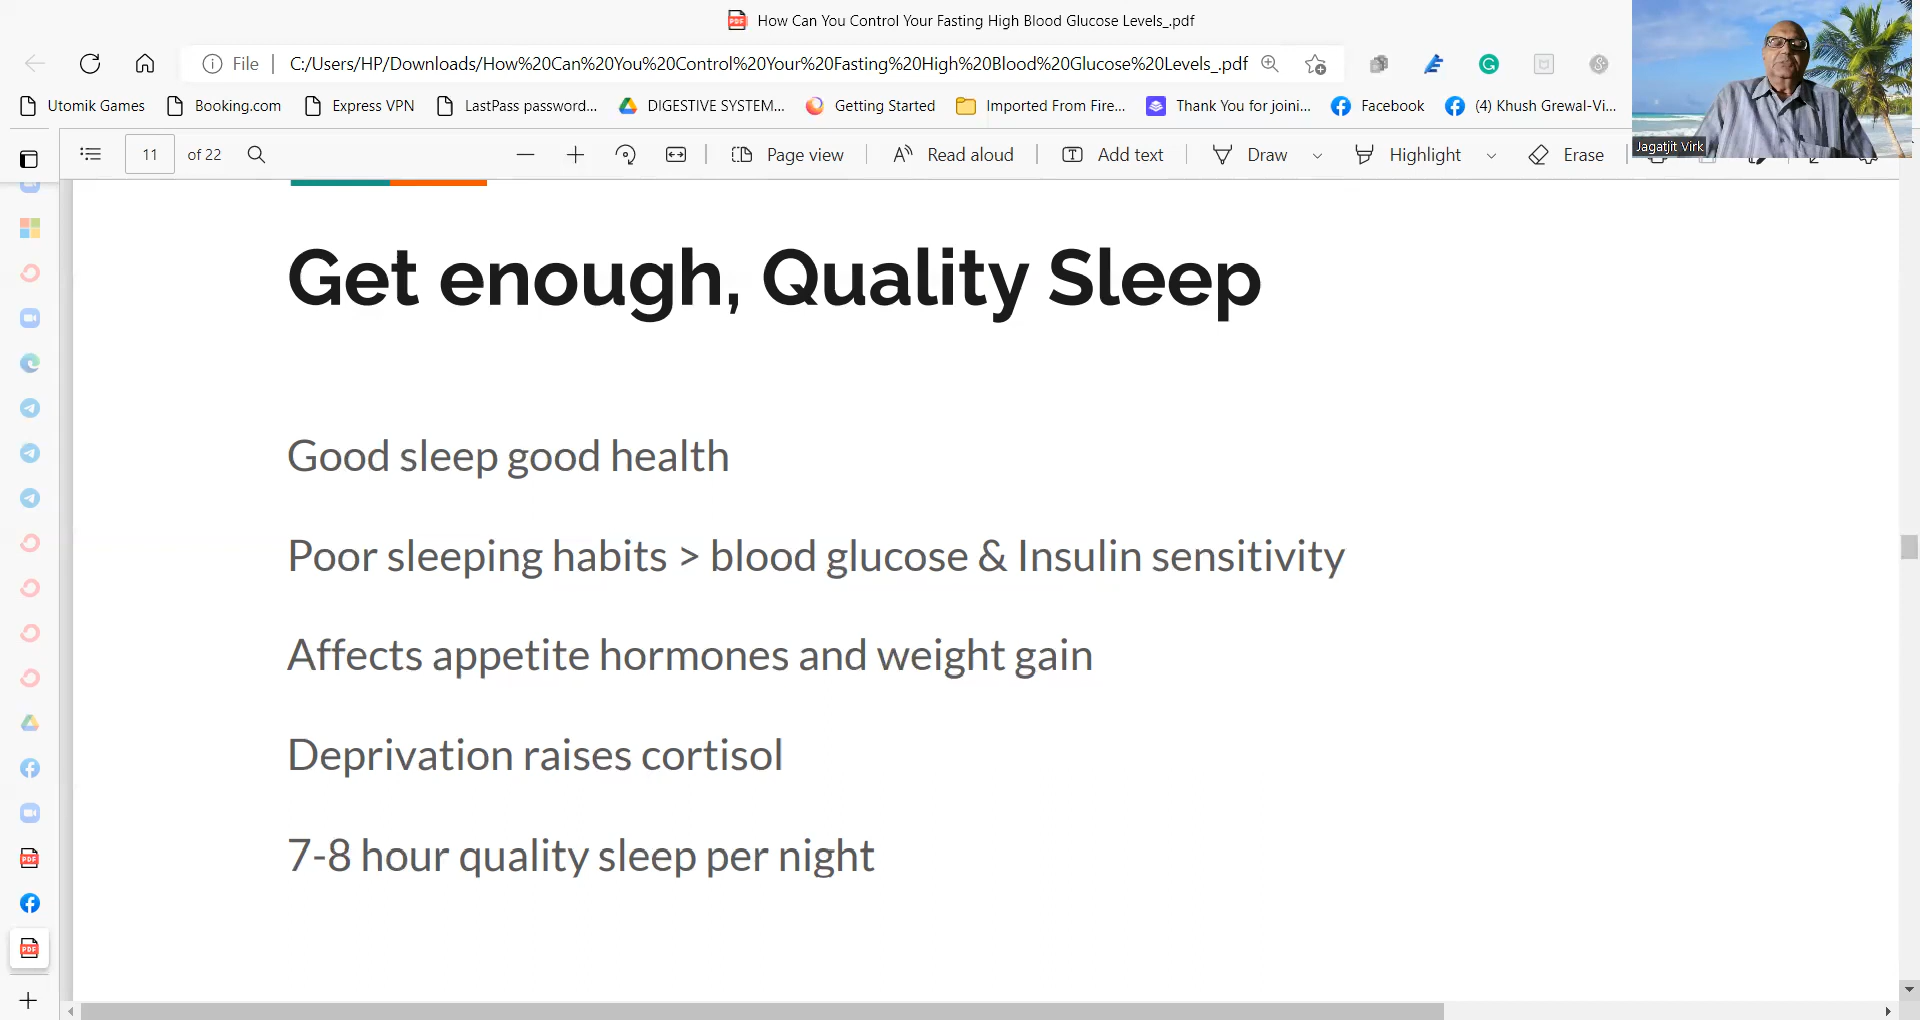 How Can You Control Your Fasting High Blood Glucose Levels_.pdf
File C:/Users/HP/Downloads/How%20Can%20You%20Control%20Your%20Fasting%20High%20Blood%20Glucose%20Levels_.pdf
Utomik Games Booking.com Express VPN LastPass password... DIGESTIVE SYSTEM... Getting Started Imported From Fire... Thank You for joini... Facebook (4) Khush Grewal-Vi...
Jagatjit Virk
11 of 22 Page view Read aloud Add text Draw Highlight Erase
Get enough, Quality Sleep
Good sleep good health
Poor sleeping habits > blood glucose & Insulin sensitivity
Affects appetite hormones and weight gain
Deprivation raises cortisol
7-8 hour quality sleep per night